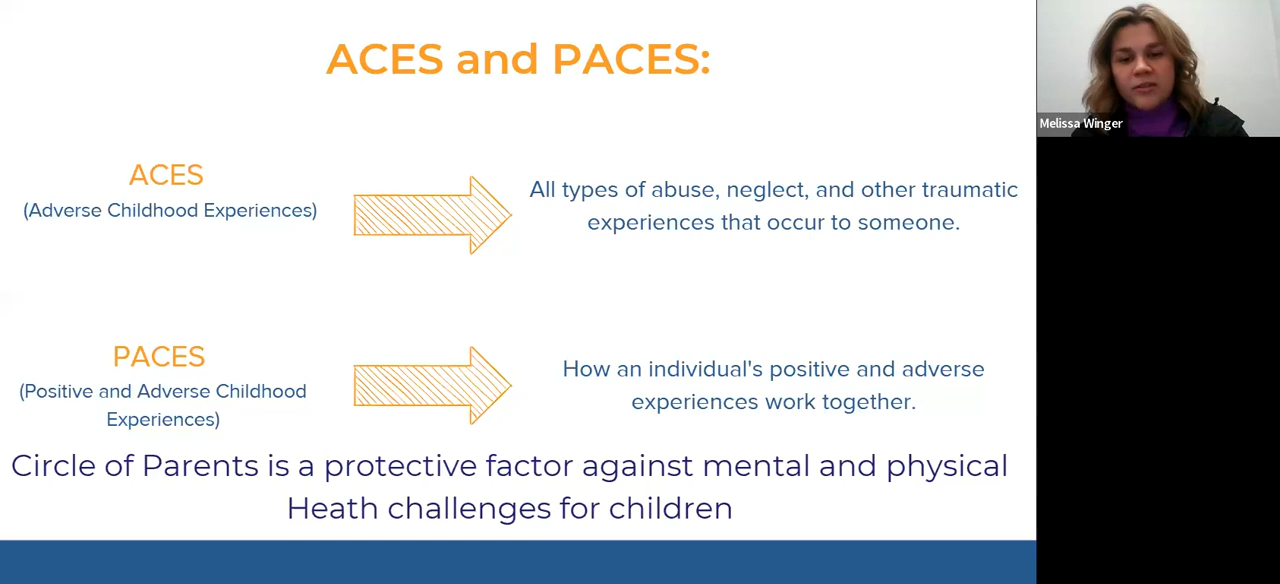 ACES and PACES:
ACES
(Adverse Childhood Experiences)
All types of abuse, neglect, and other traumatic
experiences that occur to someone.
PACES
(Positive and Adverse Childhood
Experiences)
How an individual's positive and adverse
experiences work together.
Circle of Parents is a protective factor against mental and physical
Heath challenges for children
Melissa Winger